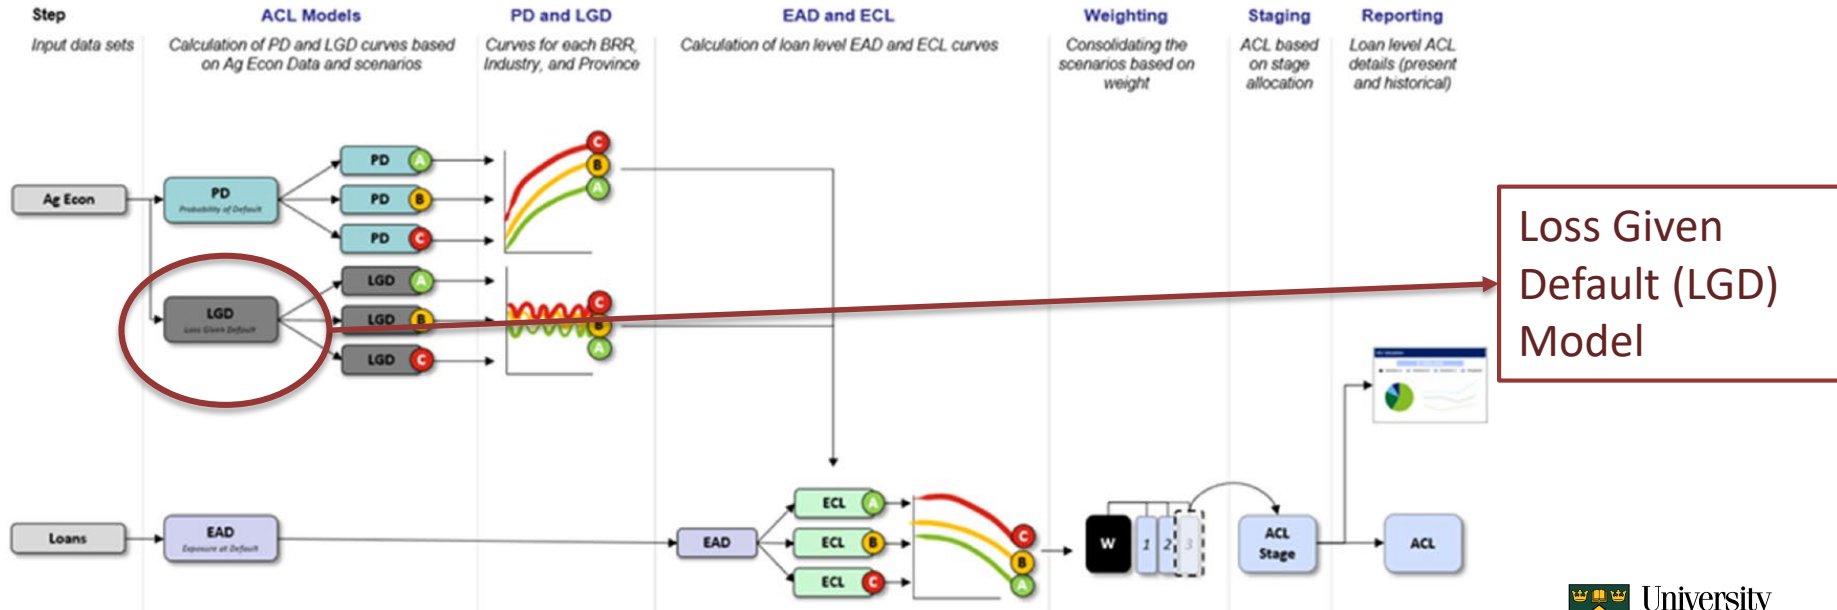 Step
Input data sets
ACL Models
Calculation of PD and LGD curves based
on Ag Econ Data and scenarios
PD and LGD
Curves for each BRR,
Industry, and Province
EAD and ECL
Calculation of loan level EAD and ECL curves
Weighting
Consolidating the
scenarios based on
weight
Staging
ACL based
on stage
allocation
Reporting
Loan level ACL
details (present
and historical)
Ag Econ
PD
Probability of Default
PD A
PD B
PD C
C
B
A
LGD
Loss Given Default
LGD A
LGD B
LGD C
C
B
A
Loss Given
Default (LGD)
Model
Loans
EAD
Exposure at Default
EAD
ECL A
ECL B
ECL C
C
B
A
W
1
2
3
ACL
Stage
ACL
University